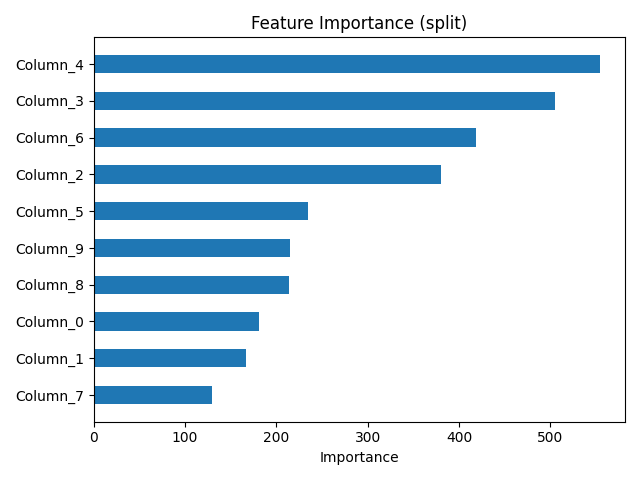 Feature Importance (split)
Column_4
Column_3
Column_6
Column_2
Column_5
Column_9
Column_8
Column_0
Column_1
Column_7
0 100 200 300 400 500
Importance